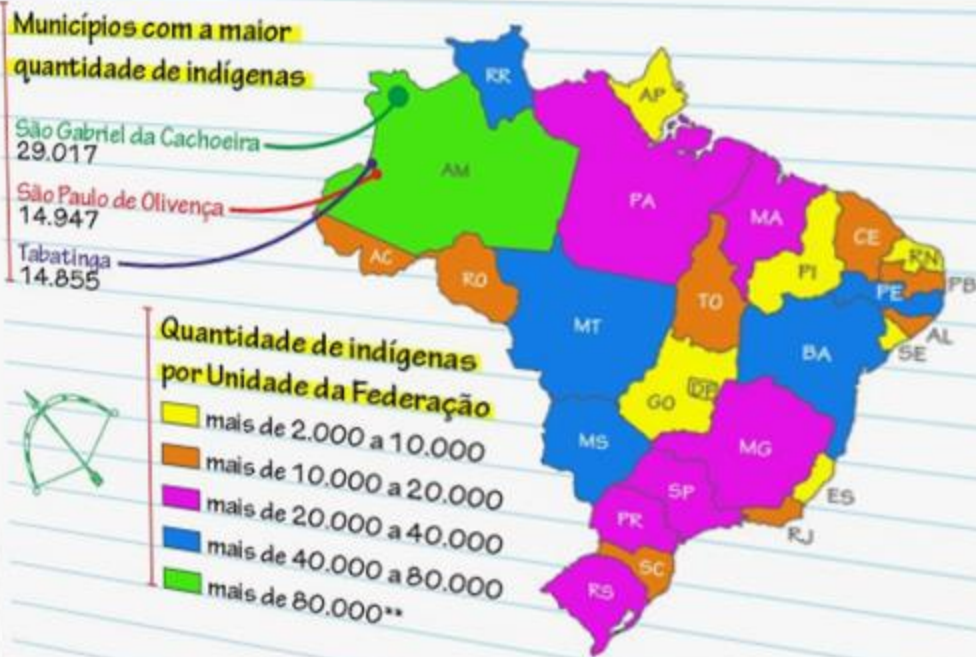 Municípios com a maior
quantidade de indígenas
São Gabriel da Cachoeira
29.017
São Paulo de Olivença
14.947
Tabatinga
14.855
Quantidade de indígenas
por Unidade da Federação
mais de 2.000 a 10.000
mais de 10.000 a 20.000
mais de 20.000 a 40.000
mais de 40.000 a 80.000
mais de 80.000**
RR
AP
AM
PA
MA
CE
RN
PB
PI
PE
AL
SE
AC
RO
TO
MT
BA
DF
GO
MS
MG
ES
SP
RJ
PR
SC
RS